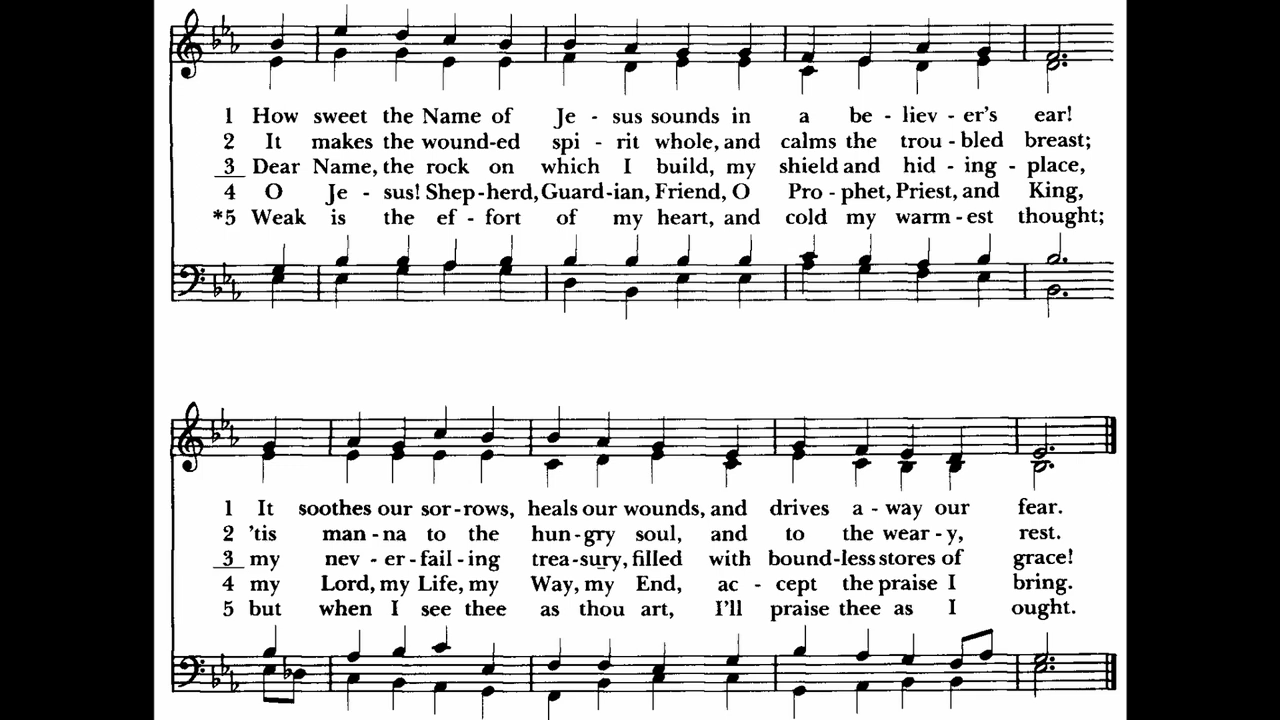 1 How sweet the Name of Je - sus sounds in a be - liev - er's ear!
2 It makes the wound-ed spi - rit whole, and calms the trou - bled breast;
3 Dear Name, the rock on which I build, my shield and hid - ing - place,
4 O Je - sus! Shep-herd, Guard-ian, Friend, O Pro - phet, Priest, and King,
*5 Weak is the ef - fort of my heart, and cold my warm - est thought;
1 It soothes our sor-rows, heals our wounds, and drives a - way our fear.
2 'tis man - na to the hun-gry soul, and to the wear - y, rest.
3 my nev - er-fail-ing trea-sury, filled with bound-less stores of grace!
4 my Lord, my Life, my Way, my End, ac - cept the praise I bring.
5 but when I see thee as thou art, I'll praise thee as I ought.